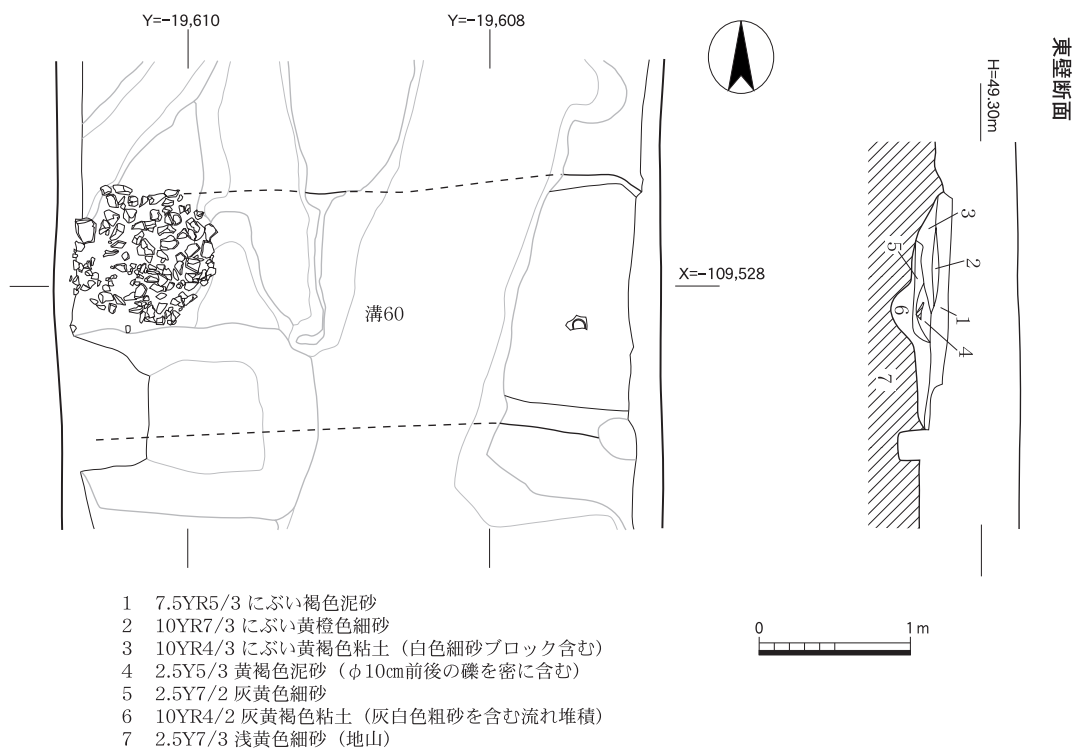 Y=−19,610
Y=−19,608
東壁断面
H=49.30m
X=−109,528
溝60
3
5
2
6
1
4
7
1 7.5YR5/3 にぶい褐色泥砂
2 10YR7/3 にぶい黄橙色細砂
3 10YR4/3 にぶい黄褐色粘土（白色細砂ブロック含む）
4 2.5Y5/3 黄褐色泥砂（φ10㎝前後の礫を密に含む）
5 2.5Y7/2 灰黄色細砂
6 10YR4/2 灰黄褐色粘土（灰白色粗砂を含む流れ堆積）
7 2.5Y7/3 浅黄色細砂（地山）
0 1m